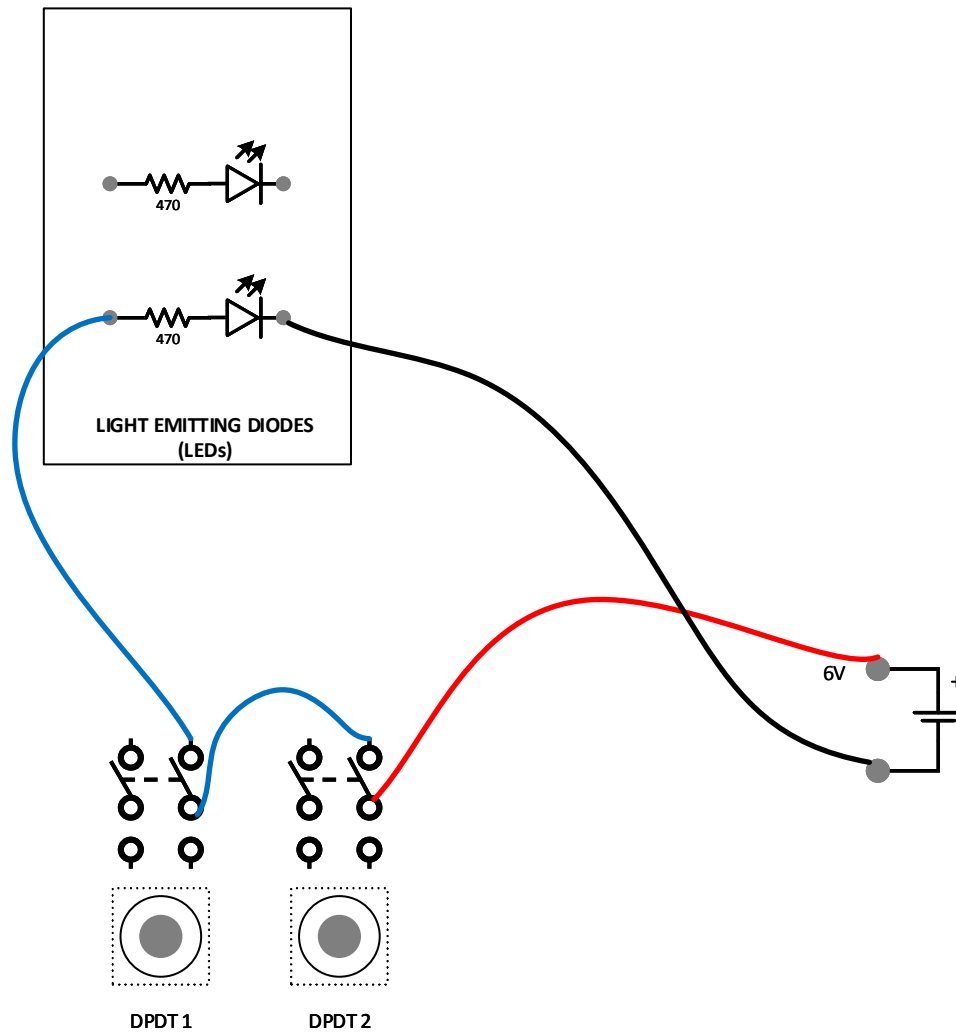 470
470
LIGHT EMITTING DIODES
(LEDs)
6V
+
DPDT 1
DPDT 2